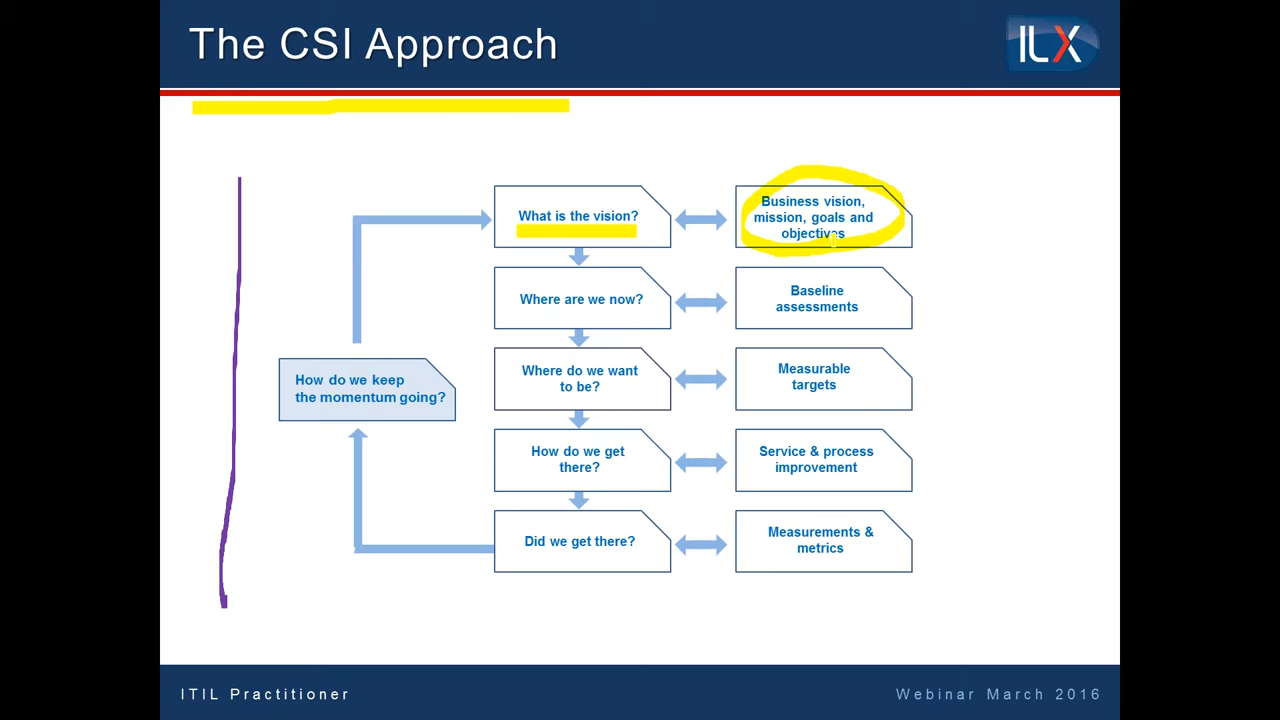 The CSI Approach
ILX
What is the vision?
Business vision,
mission, goals and
objectives
Where are we now?
Baseline
assessments
Where do we want
to be?
Measurable
targets
How do we keep
the momentum going?
How do we get
there?
Service & process
improvement
Did we get there?
Measurements &
metrics
ITIL Practitioner
Webinar March 2016